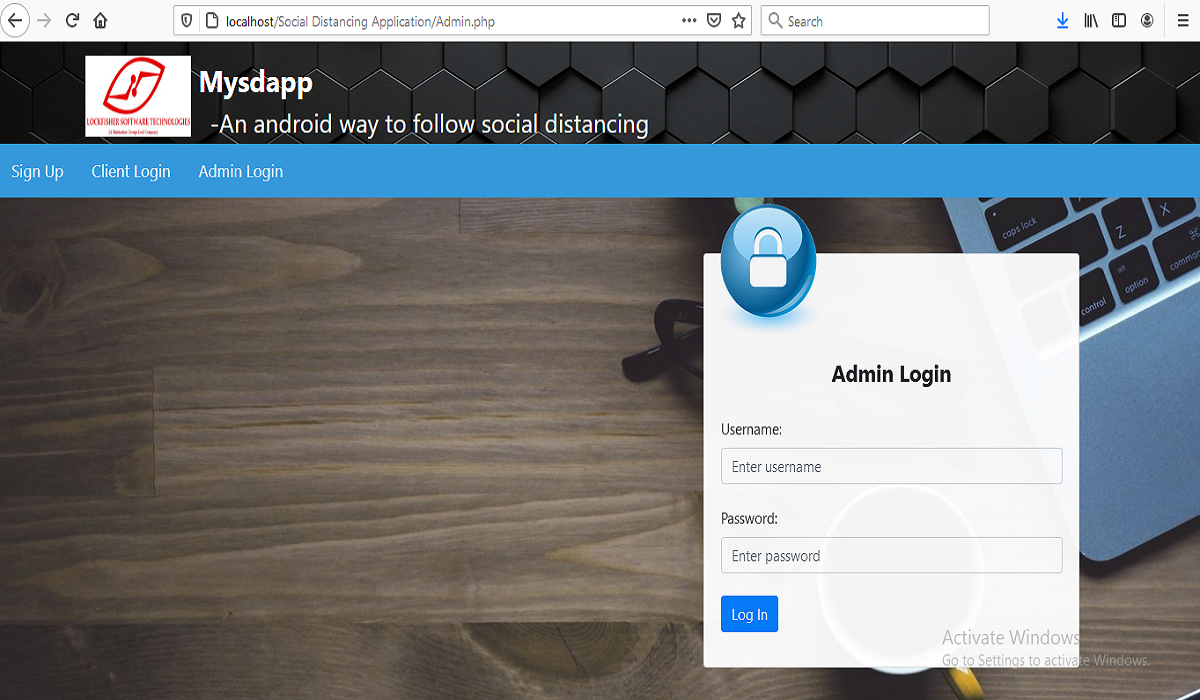 localhost/Social Distancing Application/Admin.php
Search
Mysdapp
LOCKFISHER SOFTWARE TECHNOLOGIES
-An android way to follow social distancing
Sign Up Client Login Admin Login
caps lock
Z
X
alt
control
option
command
Admin Login
Username:
Enter username
Password:
Enter password
Log In
Activate Windows
Go to Settings to activate Windows.